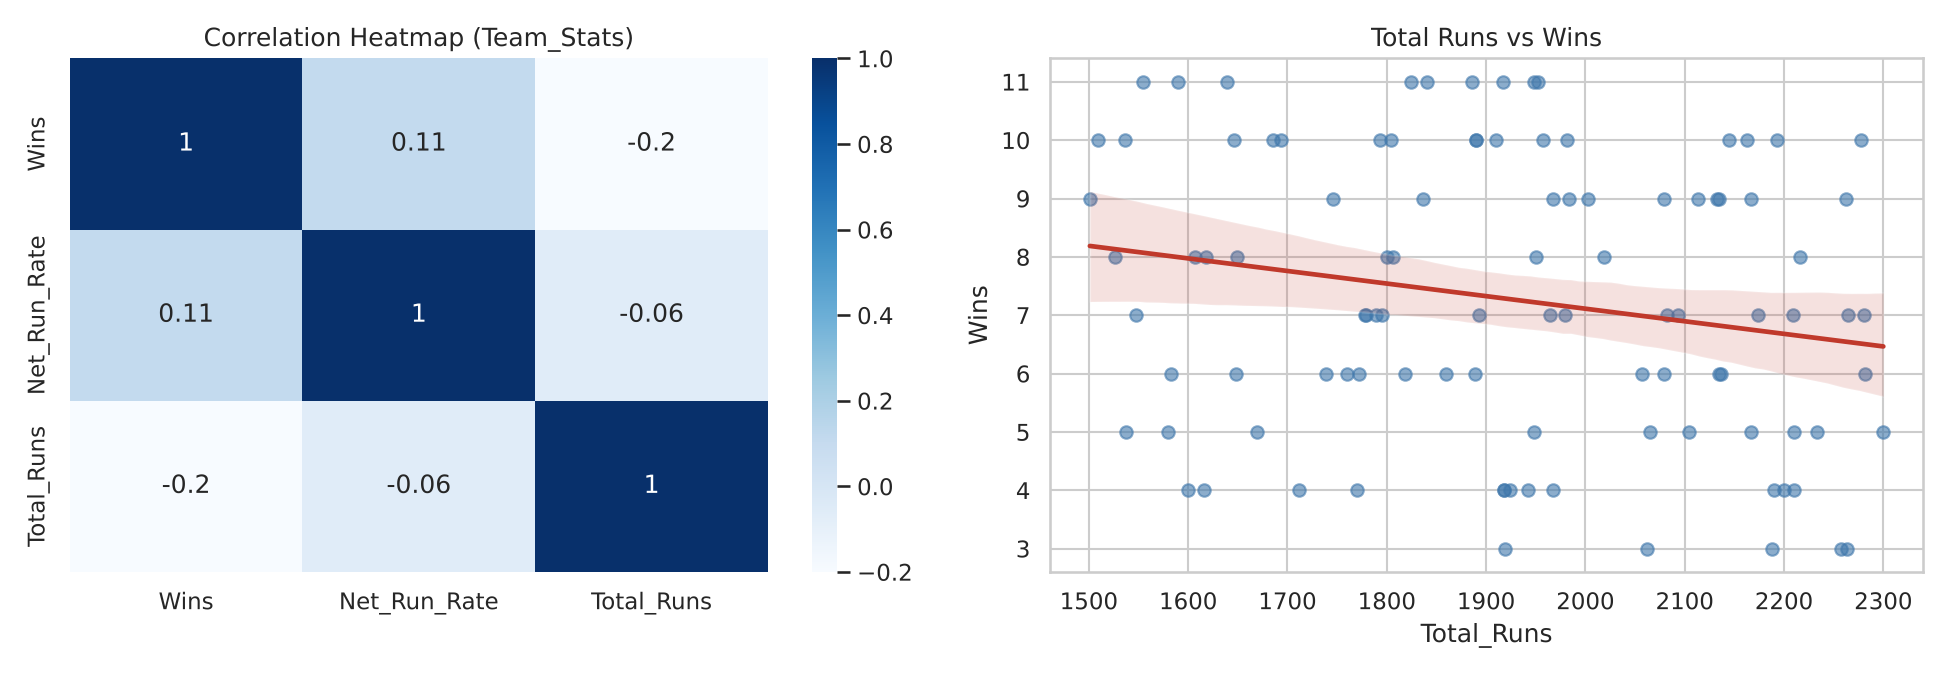 Correlation Heatmap (Team_Stats)
Wins
1
0.11
-0.2
Net_Run_Rate
0.11
1
-0.06
Total_Runs
-0.2
-0.06
1
Wins
Net_Run_Rate
Total_Runs
1.0
0.8
0.6
0.4
0.2
0.0
−0.2
Total Runs vs Wins
Wins
11
10
9
8
7
6
5
4
3
1500 1600 1700 1800 1900 2000 2100 2200 2300
Total_Runs